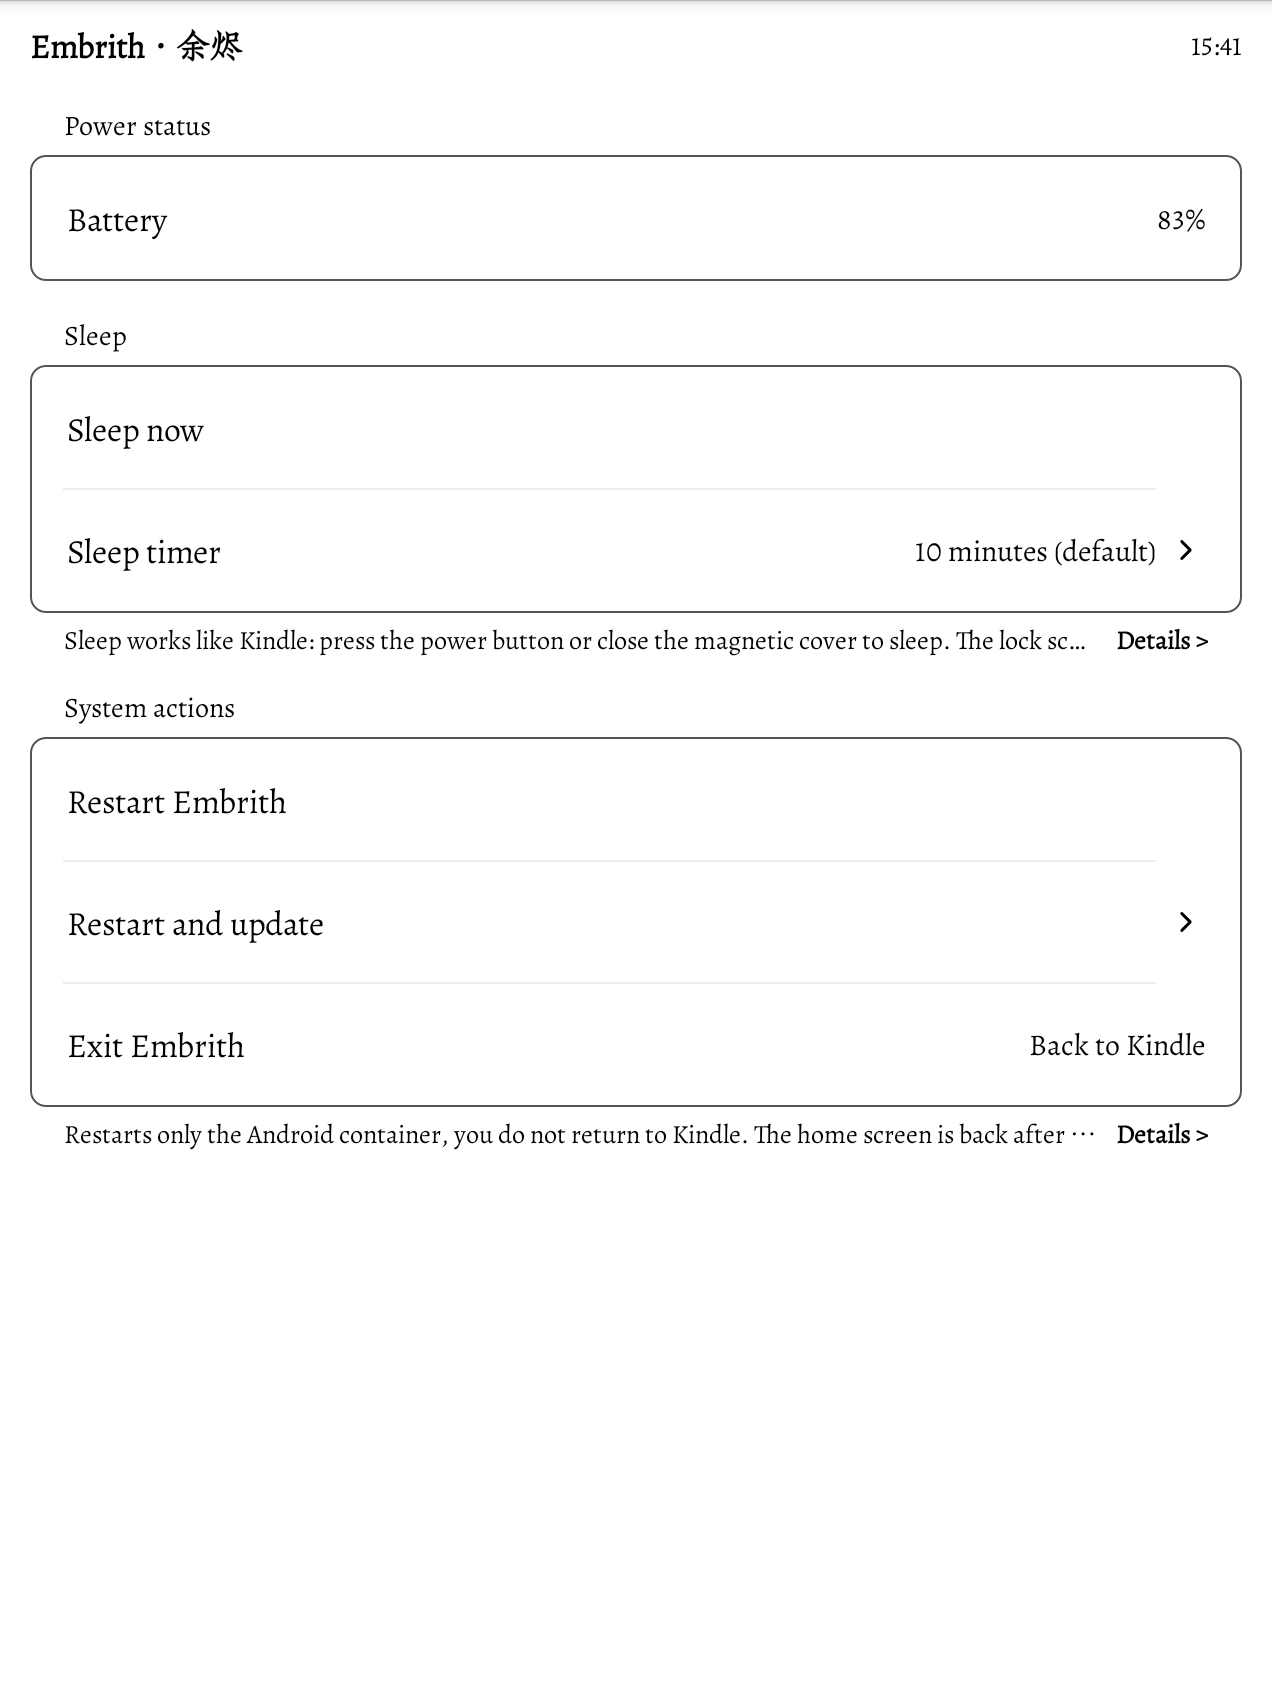 Embrith · 余烬
15:41
Power status
Battery
83%
Sleep
Sleep now
Sleep timer
10 minutes (default) >
Sleep works like Kindle: press the power button or close the magnetic cover to sleep. The lock sc... Details >
System actions
Restart Embrith
Restart and update >
Exit Embrith
Back to Kindle
Restarts only the Android container, you do not return to Kindle. The home screen is back after ··· Details >